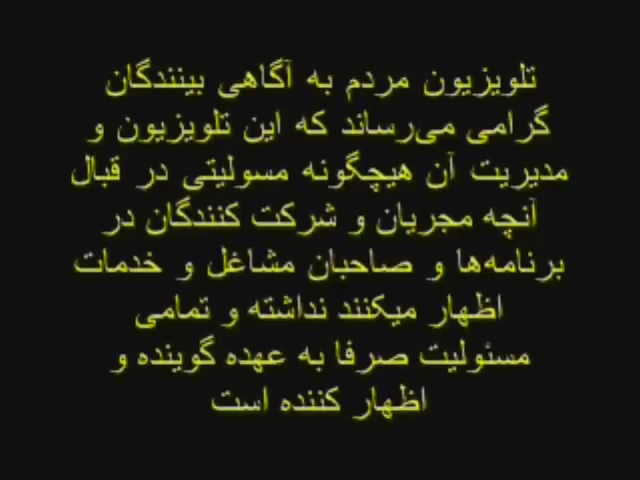 تلویزیون مردم به آگاهی بینندگان
گرامی می‌رساند که این تلویزیون و
مدیریت آن هیچگونه مسولیتی در قبال
آنچه مجریان و شرکت کنندگان در
برنامه‌ها و صاحبان مشاغل و خدمات
اظهار میکنند نداشته و تمامی
مسئولیت صرفا به عهده گوینده و
اظهار کننده است